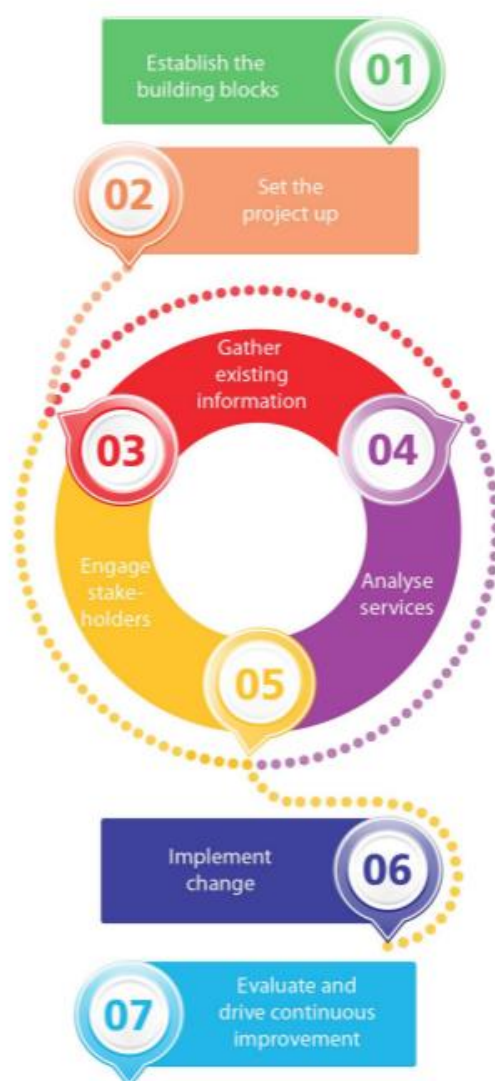 Establish the
building blocks
01
02
Set the
project up
Gather
existing
information
03
04
Engage
stake-
holders
Analyse
services
05
Implement
change
06
07
Evaluate and
drive continuous
improvement